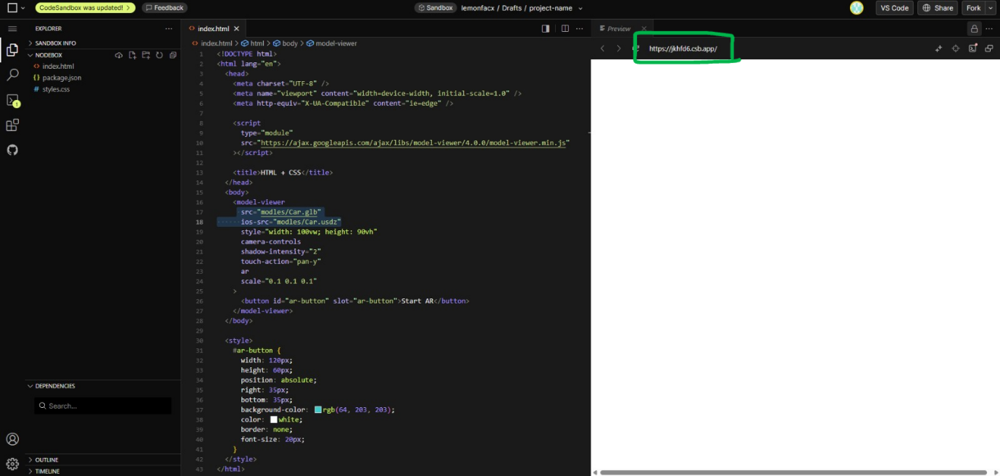 CodeSandbox was updated! >
Feedback
Sandbox
lemonfacx / Drafts / project-name
VS Code
Share
Fork
EXPLORER
SANDBOX INFO
NODEBOX
index.html
package.json
styles.css
1
DEPENDENCIES
Search...
OUTLINE
TIMELINE
index.html
index.html > html > body > model-viewer
1 <!DOCTYPE html>
2 <html lang="en">
3 <head>
4 <meta charset="UTF-8" />
5 <meta name="viewport" content="width=device-width, initial-scale=1.0" />
6 <meta http-equiv="X-UA-Compatible" content="ie=edge" />
7
8 <script
9 type="module"
10 src="https://ajax.googleapis.com/ajax/libs/model-viewer/4.0.0/model-viewer.min.js"
11 ></script>
12
13 <title>HTML + CSS</title>
14 </head>
15 <body>
16 <model-viewer
17 src="modles/Car.glb"
18 ios-src="modles/Car.usdz"
19 style="width: 100vw; height: 90vh"
20 camera-controls
21 shadow-intensity="2"
22 touch-action="pan-y"
23 ar
24 scale="0.1 0.1 0.1"
25 >
26 <button id="ar-button" slot="ar-button">Start AR</button>
27 </model-viewer>
28 </body>
29
30 <style>
31 #ar-button {
32 width: 120px;
33 height: 60px;
34 position: absolute;
35 right: 35px;
36 bottom: 35px;
37 background-color: rgb(64, 203, 203);
38 color: white;
39 border: none;
40 font-size: 20px;
41 }
42 </style>
43 </html>
Preview
https://jkhfd6.csb.app/